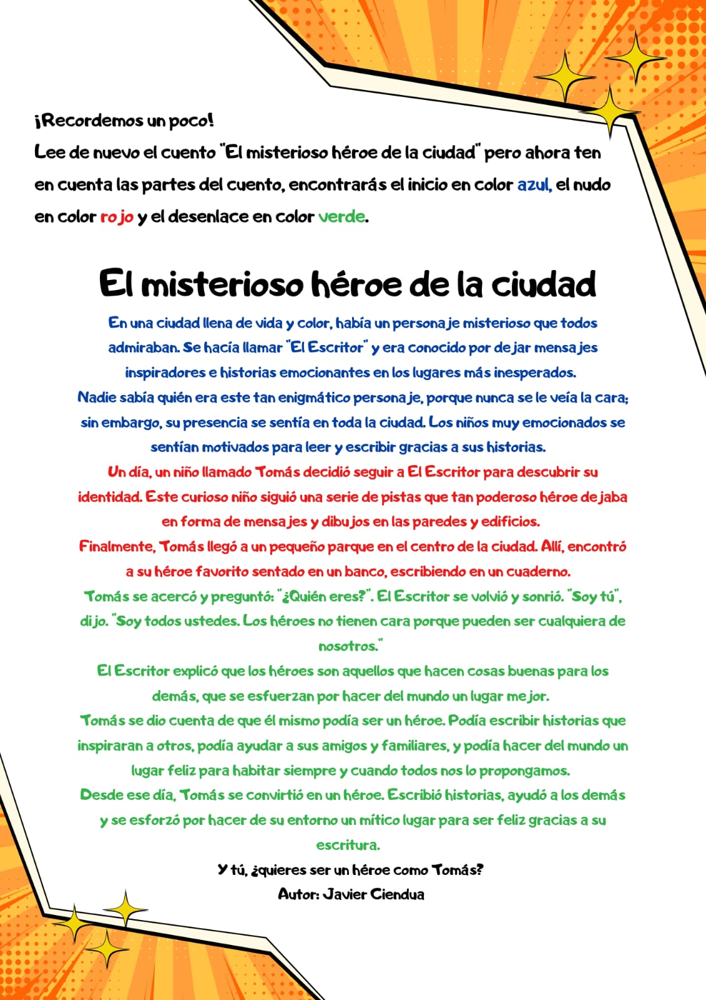 ¡Recordemos un poco!
Lee de nuevo el cuento "El misterioso héroe de la ciudad" pero ahora ten
en cuenta las partes del cuento, encontrarás el inicio en color azul, el nudo
en color rojo y el desenlace en color verde.
El misterioso héroe de la ciudad
En una ciudad llena de vida y color, había un personaje misterioso que todos
admiraban. Se hacía llamar "El Escritor" y era conocido por dejar mensajes
inspiradores e historias emocionantes en los lugares más inesperados.
Nadie sabía quién era este tan enigmático personaje, porque nunca se le veía la cara;
sin embargo, su presencia se sentía en toda la ciudad. Los niños muy emocionados se
sentían motivados para leer y escribir gracias a sus historias.
Un día, un niño llamado Tomás decidió seguir a El Escritor para descubrir su
identidad. Este curioso niño siguió una serie de pistas que tan poderoso héroe dejaba
en forma de mensajes y dibujos en las paredes y edificios.
Finalmente, Tomás llegó a un pequeño parque en el centro de la ciudad. Allí, encontró
a su héroe favorito sentado en un banco, escribiendo en un cuaderno.
Tomás se acercó y preguntó: "¿Quién eres?". El Escritor se volvió y sonrió. "Soy tú",
dijo. "Soy todos ustedes. Los héroes no tienen cara porque pueden ser cualquiera de
nosotros."
El Escritor explicó que los héroes son aquellos que hacen cosas buenas para los
demás, que se esfuerzan por hacer del mundo un lugar mejor.
Tomás se dio cuenta de que él mismo podía ser un héroe. Podía escribir historias que
inspiraran a otros, podía ayudar a sus amigos y familiares, y podía hacer del mundo un
lugar feliz para habitar siempre y cuando todos nos lo propongamos.
Desde ese día, Tomás se convirtió en un héroe. Escribió historias, ayudó a los demás
y se esforzó por hacer de su entorno un mítico lugar para ser feliz gracias a su
escritura.
Y tú, ¿quieres ser un héroe como Tomás?
Autor: Javier Ciendua